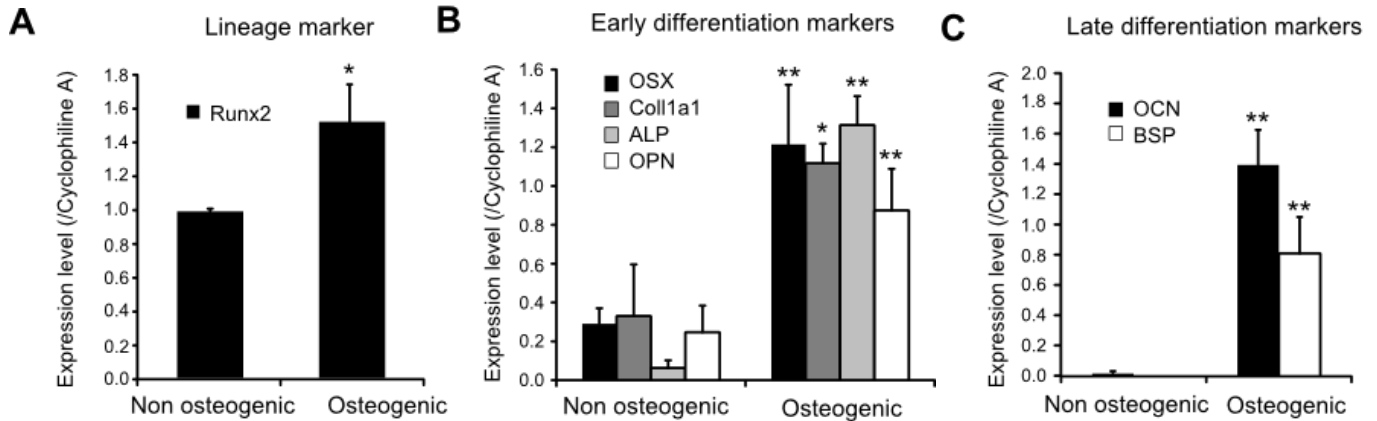 A
Lineage marker
Expression level (/Cyclophiline A)
1.8
1.6
1.4
1.2
1.0
0.8
0.6
0.4
0.2
0.0
Runx2
*
Non osteogenic
Osteogenic
B
Early differentiation markers
Expression level (/Cyclophiline A)
1.6
1.4
1.2
1.0
0.8
0.6
0.4
0.2
0.0
OSX
Coll1a1
ALP
OPN
**
*
**
**
Non osteogenic
Osteogenic
C
Late differentiation markers
Expression level (/Cyclophiline A)
2.0
1.8
1.6
1.4
1.2
1.0
0.8
0.6
0.4
0.2
0.0
OCN
BSP
**
**
Non osteogenic
Osteogenic